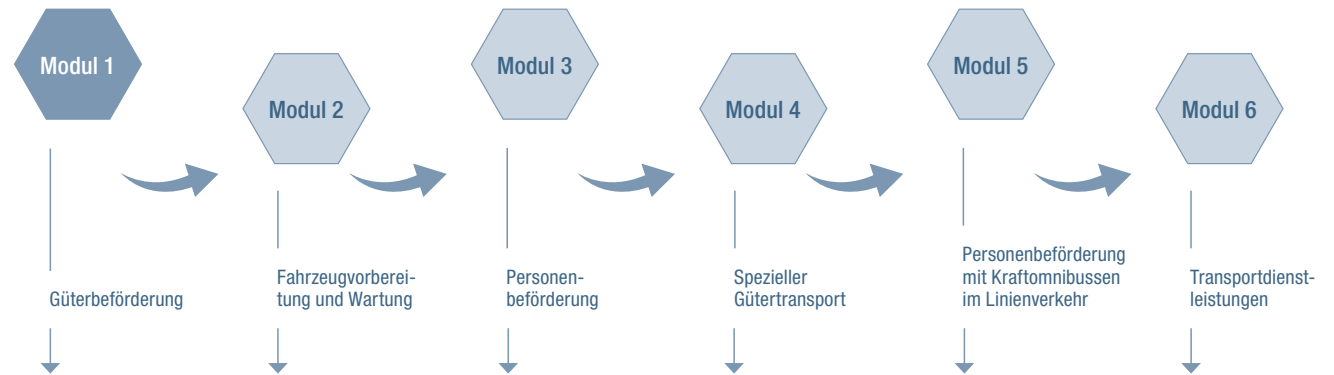 Modul 1
Modul 2
Modul 3
Modul 4
Modul 5
Modul 6
Güterbeförderung
Fahrzeugvorberei-
tung und Wartung
Personen-
beförderung
Spezieller
Gütertransport
Personenbeförderung
mit Kraftomnibussen
im Linienverkehr
Transportdienst-
leistungen